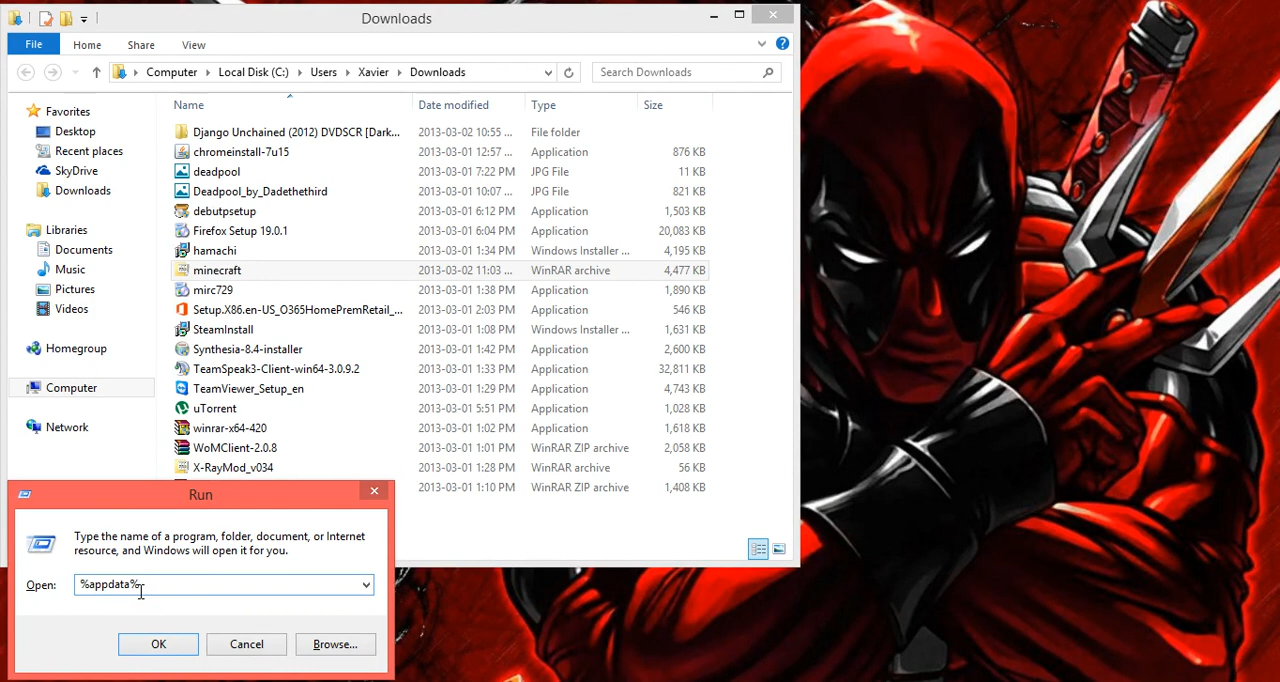 Downloads
File Home Share View
Computer Local Disk (C:) Users Xavier Downloads Search Downloads
Name Date modified Type Size
Favorites
Desktop
Recent places
SkyDrive
Downloads
Libraries
Documents
Music
Pictures
Videos
Homegroup
Computer
Network
Django Unchained (2012) DVDSCR [Dark... 2013-03-02 10:55 ... File folder
chromeinstall-7u15 2013-03-01 12:57 ... Application 876 KB
deadpool 2013-03-01 7:22 PM JPG File 11 KB
Deadpool_by_Dadethethird 2013-03-01 10:07 ... JPG File 821 KB
debutpsetup 2013-03-01 6:12 PM Application 1,503 KB
Firefox Setup 19.0.1 2013-03-01 6:04 PM Application 20,083 KB
hamachi 2013-03-01 1:34 PM Windows Installer ... 4,195 KB
minecraft 2013-03-02 11:03 ... WinRAR archive 4,477 KB
mirc729 2013-03-01 1:38 PM Application 1,890 KB
Setup.X86.en-US_O365HomePremRetail_... 2013-03-01 2:03 PM Application 546 KB
SteamInstall 2013-03-01 1:08 PM Windows Installer ... 1,631 KB
Synthesia-8.4-installer 2013-03-01 1:42 PM Application 2,600 KB
TeamSpeak3-Client-win64-3.0.9.2 2013-03-01 1:33 PM Application 32,811 KB
TeamViewer_Setup_en 2013-03-01 1:29 PM Application 4,743 KB
uTorrent 2013-03-01 5:51 PM Application 1,028 KB
winrar-x64-420 2013-03-01 1:02 PM Application 1,618 KB
WoMClient-2.0.8 2013-03-01 1:01 PM WinRAR ZIP archive 2,058 KB
X-RayMod_v034 2013-03-01 1:28 PM WinRAR archive 56 KB
2013-03-01 1:10 PM WinRAR ZIP archive 1,408 KB
Run
Type the name of a program, folder, document, or Internet
resource, and Windows will open it for you.
Open: %appdata%
OK Cancel Browse...